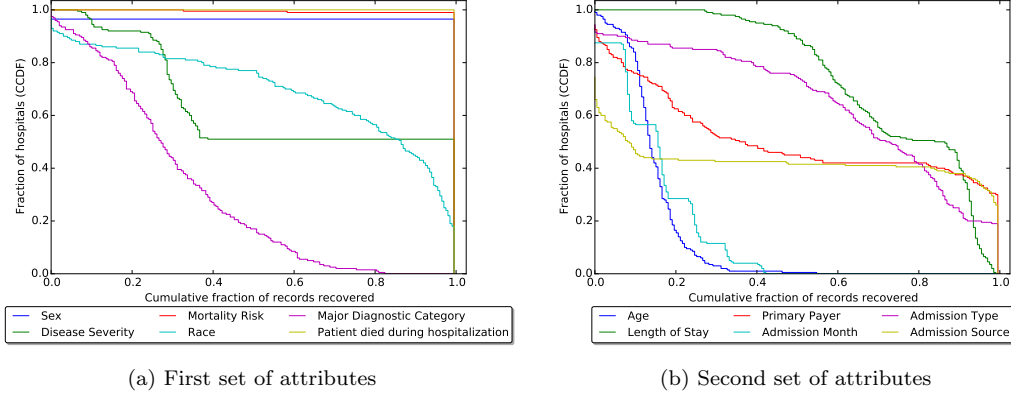 Fraction of hospitals (CCDF)
1.0
0.8
0.6
0.4
0.2
0.0
0.0 0.2 0.4 0.6 0.8 1.0
Cumulative fraction of records recovered
Sex Mortality Risk Major Diagnostic Category
Disease Severity Race Patient died during hospitalization
(a) First set of attributes
Fraction of hospitals (CCDF)
1.0
0.8
0.6
0.4
0.2
0.0
0.0 0.2 0.4 0.6 0.8 1.0
Cumulative fraction of records recovered
Age Primary Payer Admission Type
Length of Stay Admission Month Admission Source
(b) Second set of attributes